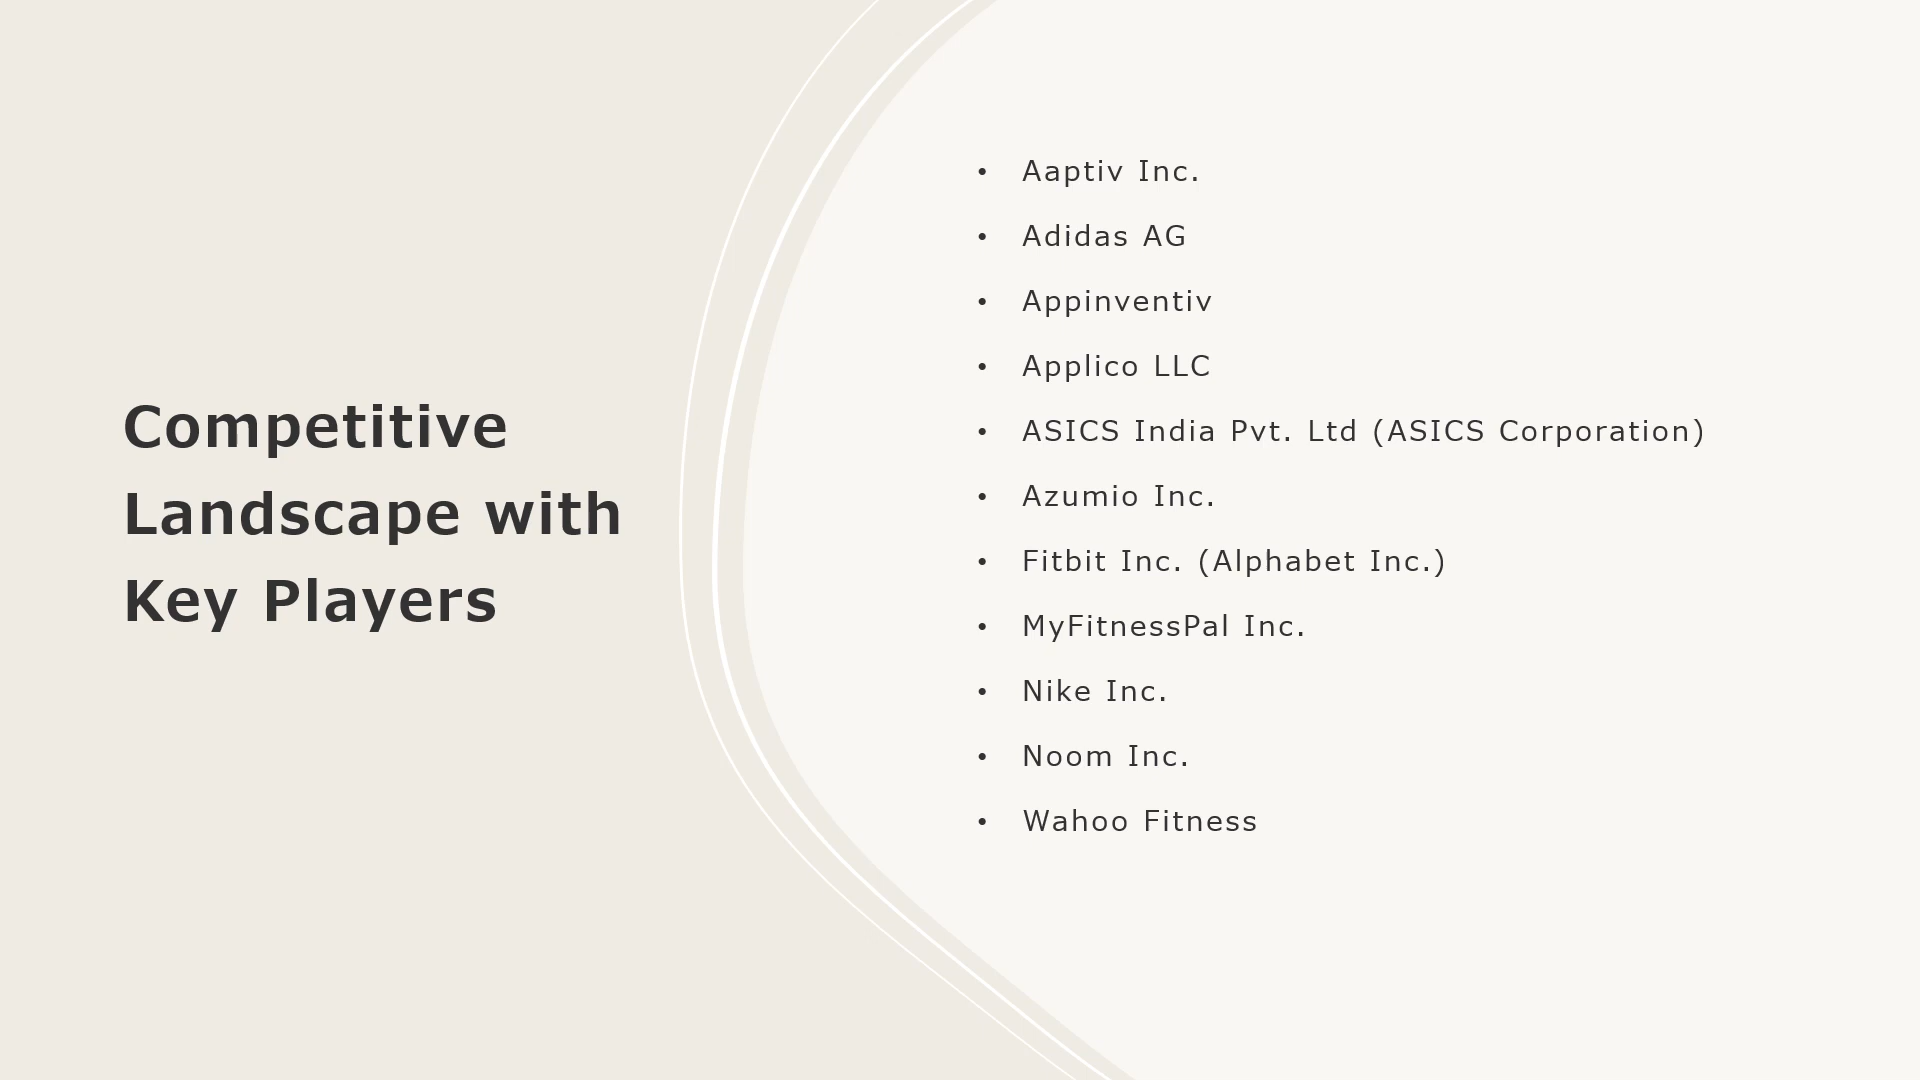 Competitive
Landscape with
Key Players
• Aaptiv Inc.
• Adidas AG
• Appinventiv
• Applico LLC
• ASICS India Pvt. Ltd (ASICS Corporation)
• Azumio Inc.
• Fitbit Inc. (Alphabet Inc.)
• MyFitnessPal Inc.
• Nike Inc.
• Noom Inc.
• Wahoo Fitness